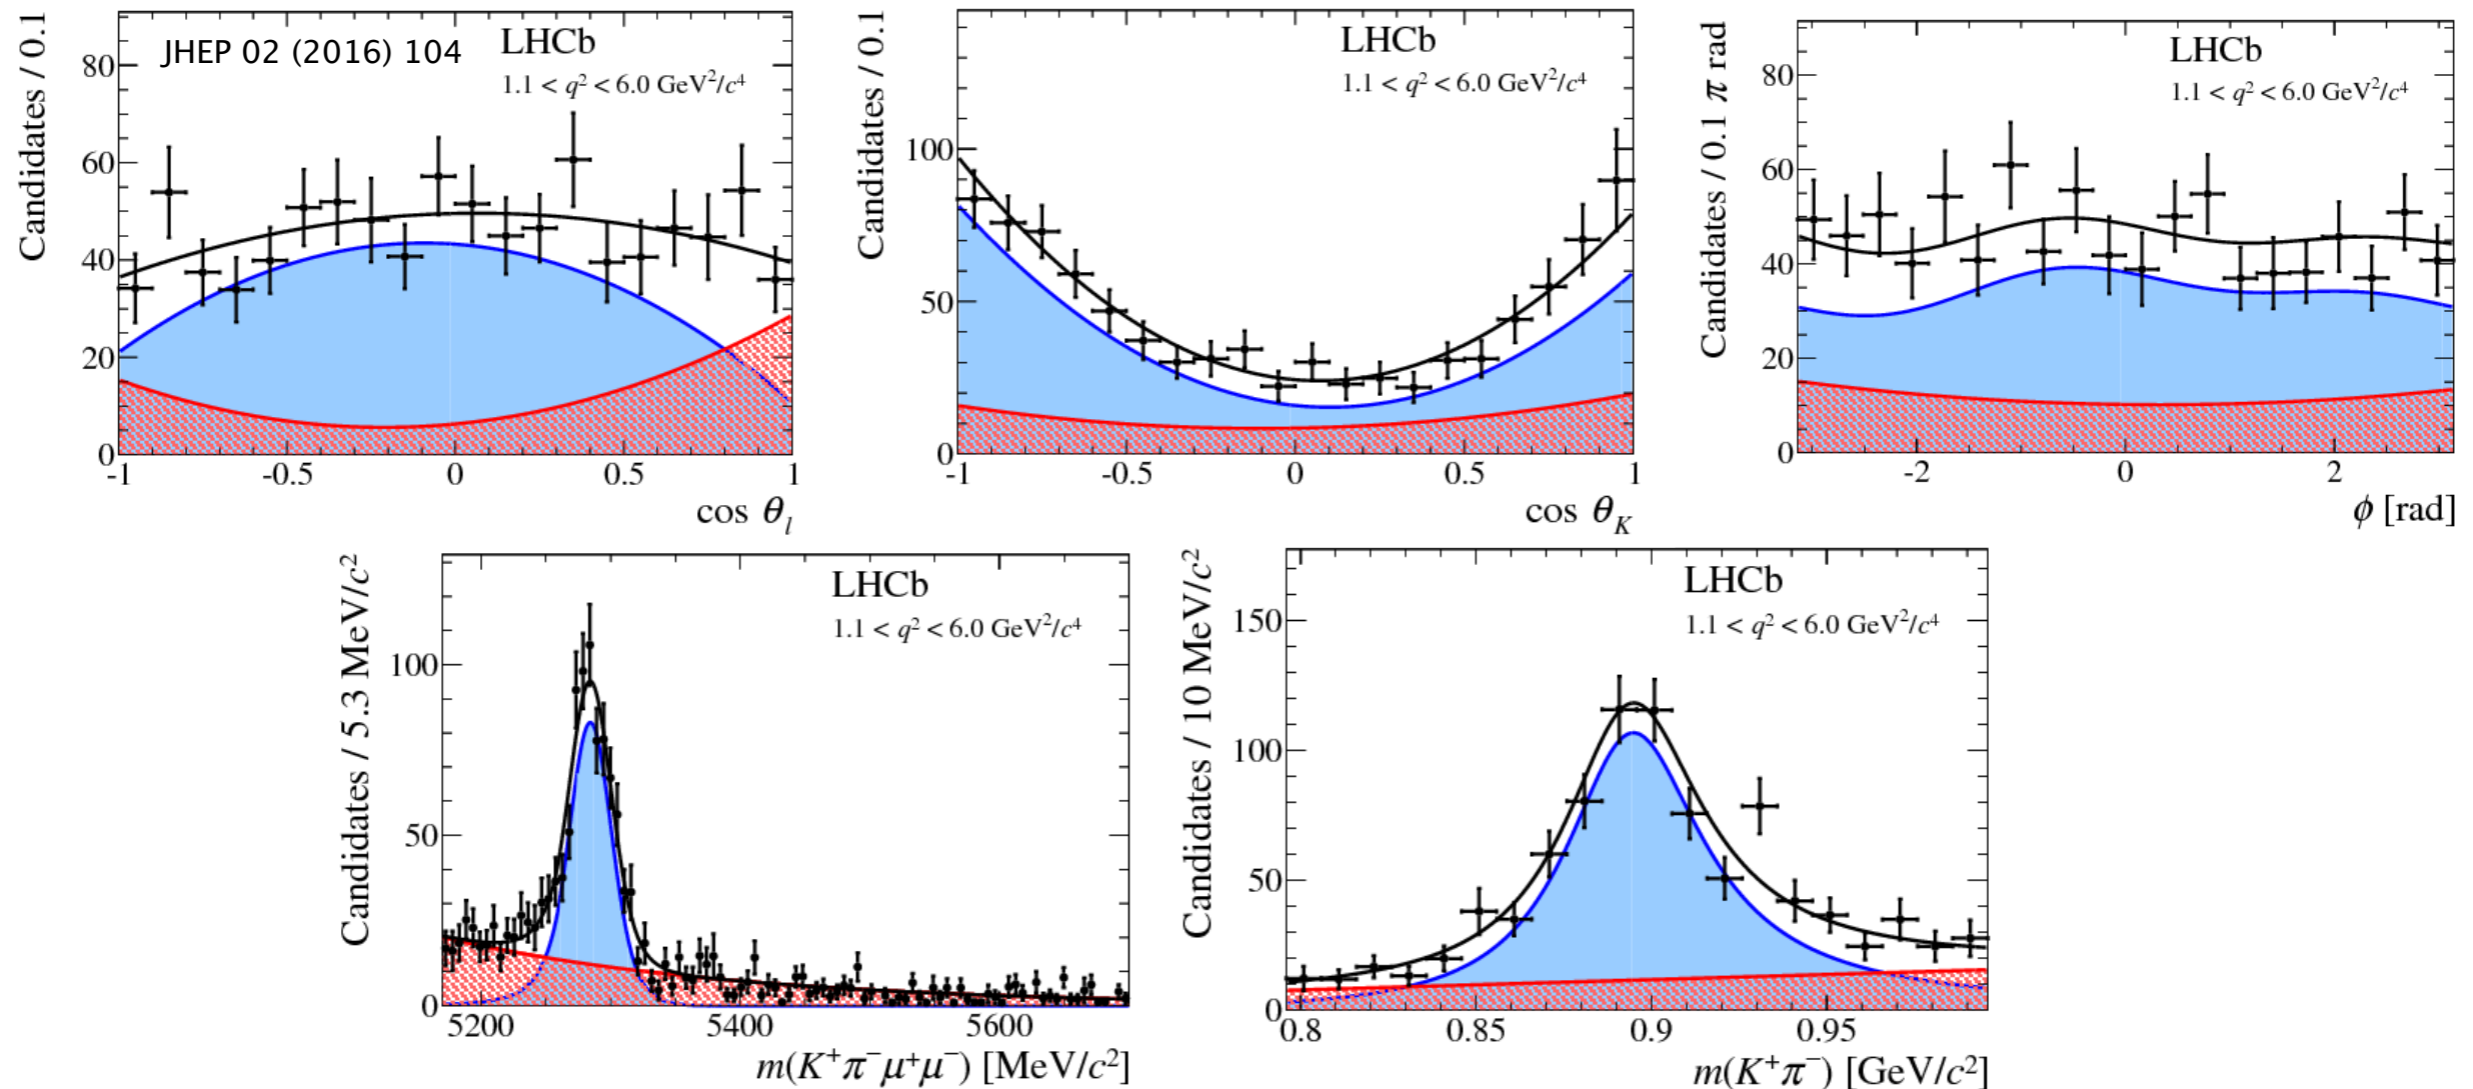 Candidates / 0.1
JHEP 02 (2016) 104
LHCb
1.1 < q² < 6.0 GeV²/c⁴
80
60
40
20
0
-1 -0.5 0 0.5 1
cos θ_l
Candidates / 0.1
LHCb
1.1 < q² < 6.0 GeV²/c⁴
100
50
0
-1 -0.5 0 0.5 1
cos θ_K
Candidates / 0.1 π rad
LHCb
1.1 < q² < 6.0 GeV²/c⁴
80
60
40
20
0
-2 0 2
ϕ [rad]
Candidates / 5.3 MeV/c²
LHCb
1.1 < q² < 6.0 GeV²/c⁴
100
50
0
5200 5400 5600
m(K⁺π⁻μ⁺μ⁻) [MeV/c²]
Candidates / 10 MeV/c²
LHCb
1.1 < q² < 6.0 GeV²/c⁴
150
100
50
0
0.8 0.85 0.9 0.95
m(K⁺π⁻) [GeV/c²]